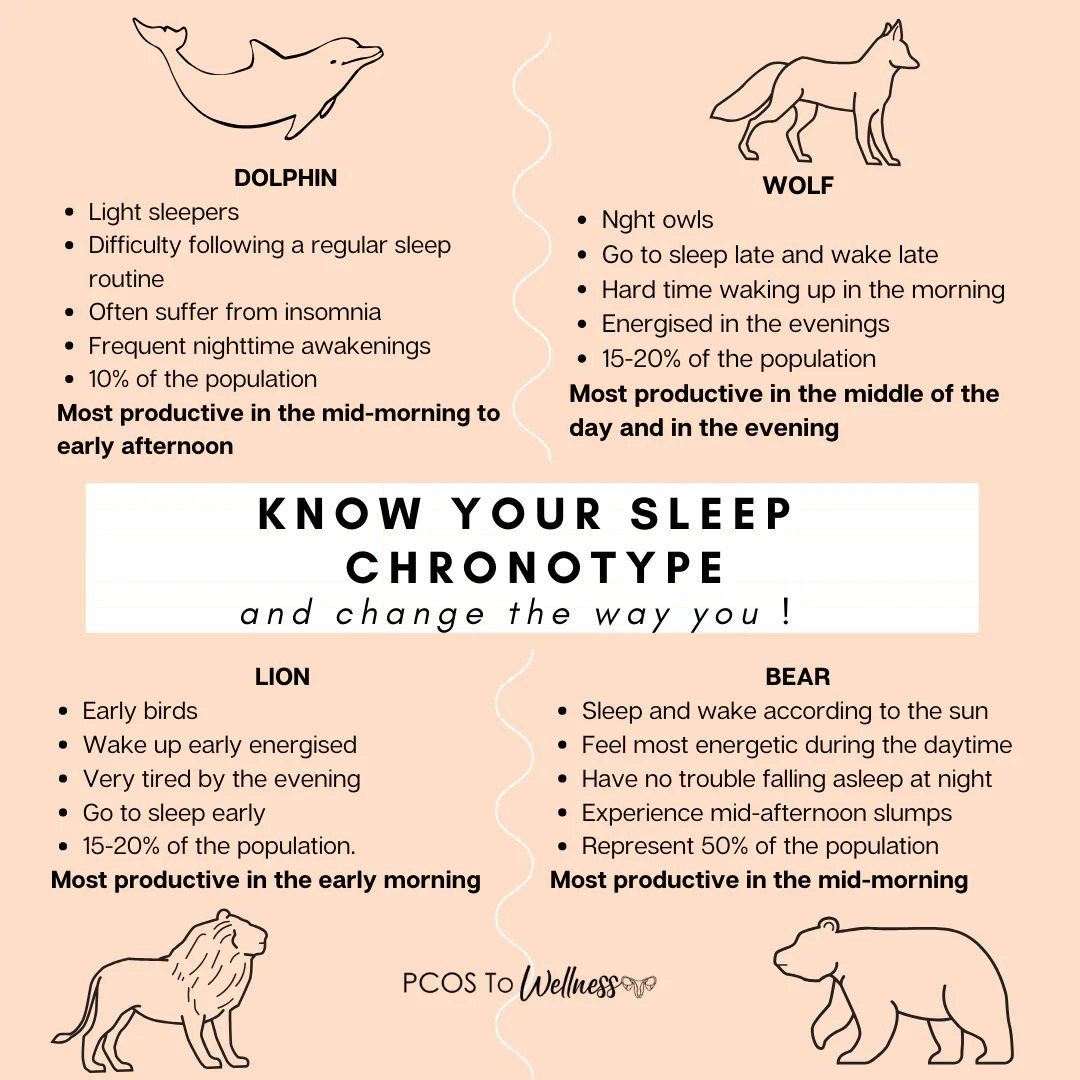 DOLPHIN
• Light sleepers
• Difficulty following a regular sleep
routine
• Often suffer from insomnia
• Frequent nighttime awakenings
• 10% of the population
Most productive in the mid-morning to
early afternoon
WOLF
• Nght owls
• Go to sleep late and wake late
• Hard time waking up in the morning
• Energised in the evenings
• 15-20% of the population
Most productive in the middle of the
day and in the evening
KNOW YOUR SLEEP
CHRONOTYPE
and change the way you !
LION
• Early birds
• Wake up early energised
• Very tired by the evening
• Go to sleep early
• 15-20% of the population.
Most productive in the early morning
BEAR
• Sleep and wake according to the sun
• Feel most energetic during the daytime
• Have no trouble falling asleep at night
• Experience mid-afternoon slumps
• Represent 50% of the population
Most productive in the mid-morning
PCOS To Wellness